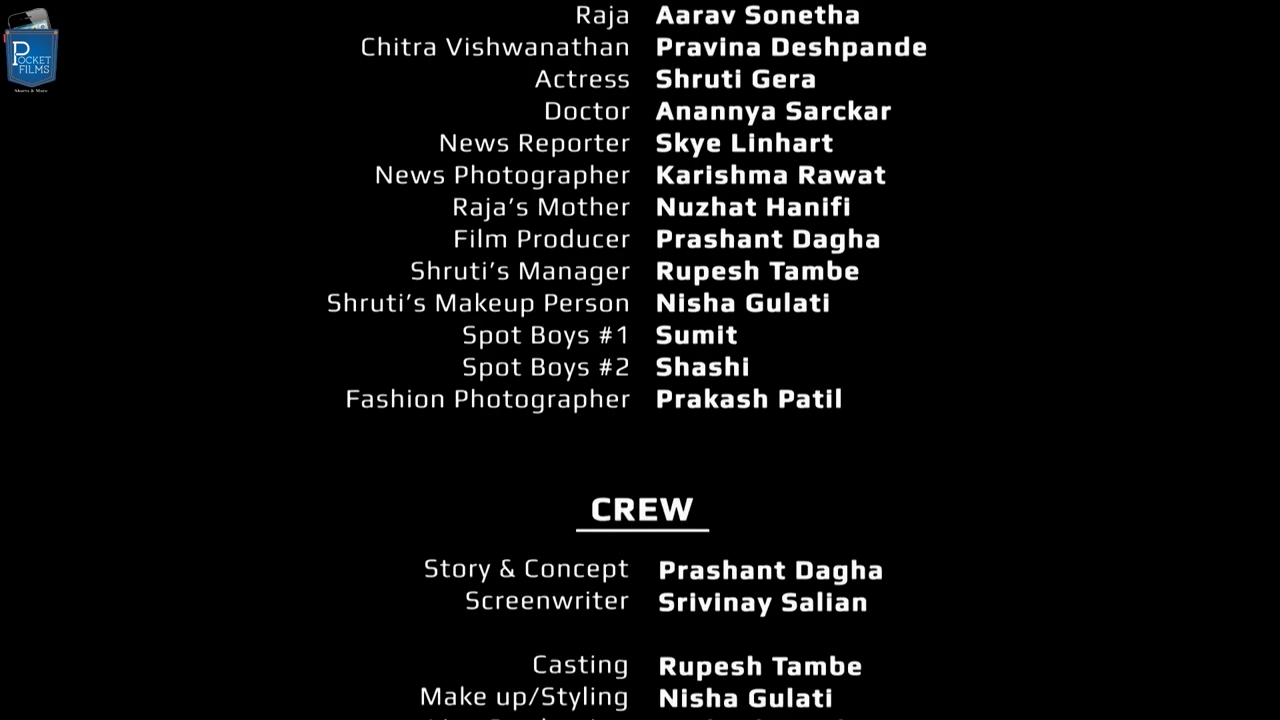 POCKET
FILMS
Shorts & More
Raja Aarav Sonetha
Chitra Vishwanathan Pravina Deshpande
Actress Shruti Gera
Doctor Anannya Sarckar
News Reporter Skye Linhart
News Photographer Karishma Rawat
Raja's Mother Nuzhat Hanifi
Film Producer Prashant Dagha
Shruti's Manager Rupesh Tambe
Shruti's Makeup Person Nisha Gulati
Spot Boys #1 Sumit
Spot Boys #2 Shashi
Fashion Photographer Prakash Patil
CREW
Story & Concept Prashant Dagha
Screenwriter Srivinay Salian
Casting Rupesh Tambe
Make up/Styling Nisha Gulati